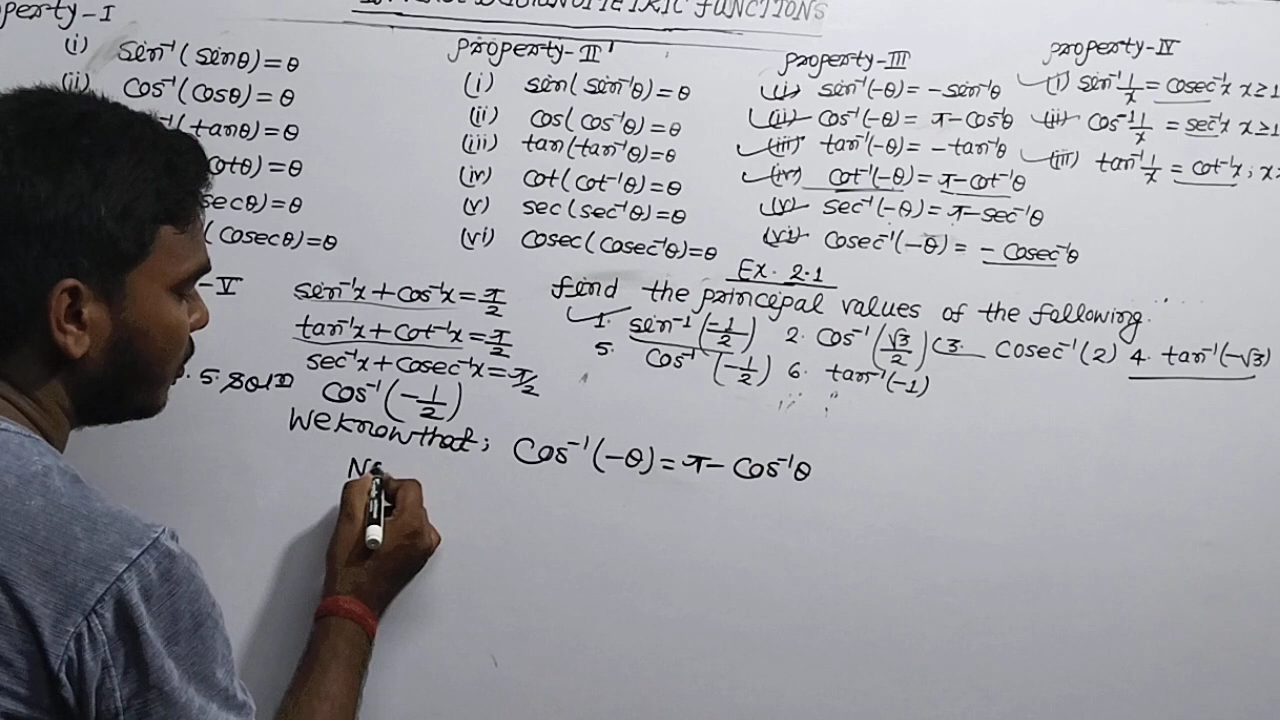 TRIGONOMETRIC FUNCTIONS
perty-I
(i) sin⁻¹(sinθ)=θ
(ii) cos⁻¹(cosθ)=θ
⁻¹(tanθ)=θ
cotθ)=θ
secθ)=θ
(cosecθ)=θ
property-II
(i) sin(sin⁻¹θ)=θ
(ii) cos(cos⁻¹θ)=θ
(iii) tan(tan⁻¹θ)=θ
(iv) cot(cot⁻¹θ)=θ
(v) sec(sec⁻¹θ)=θ
(vi) cosec(cosec⁻¹θ)=θ
property-III
(i) sin⁻¹(-θ)= -sin⁻¹θ
(ii) cos⁻¹(-θ)= π-cos⁻¹θ
(iii) tan⁻¹(-θ)= -tan⁻¹θ
(iv) cot⁻¹(-θ)= π-cot⁻¹θ
(v) sec⁻¹(-θ)= π-sec⁻¹θ
(vi) cosec⁻¹(-θ)= -cosec⁻¹θ
property-IV
(i) sin⁻¹ 1/x = cosec⁻¹x x≥1
(ii) cos⁻¹ 1/x = sec⁻¹x x≥1
(iii) tan⁻¹ 1/x = cot⁻¹x; x>
-V
sin⁻¹x+cos⁻¹x=π/2
tan⁻¹x+cot⁻¹x=π/2
sec⁻¹x+cosec⁻¹x=π/2
Ex. 2.1
find the principal values of the following.
1. sin⁻¹(-1/2) 2. cos⁻¹(√3/2) 3. cosec⁻¹(2) 4. tan⁻¹(-√3)
5. cos⁻¹(-1/2) 6. tan⁻¹(-1)
5. Solⁿ cos⁻¹(-1/2)
We know that; cos⁻¹(-θ)= π- cos⁻¹θ